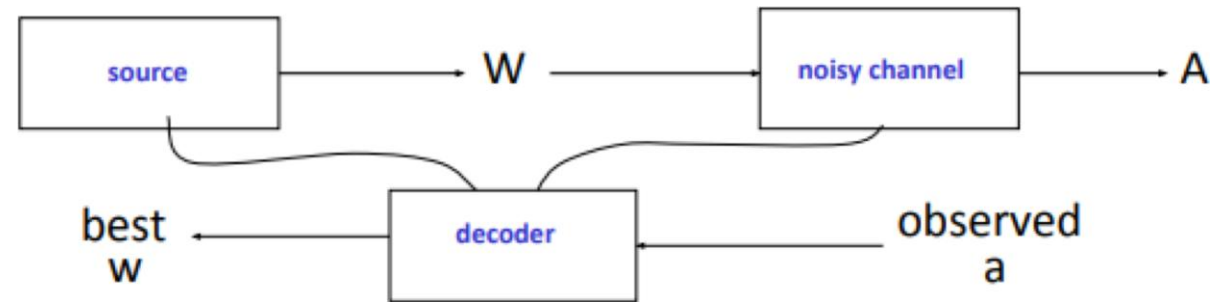 source
W
noisy channel
A
best
w
decoder
observed
a